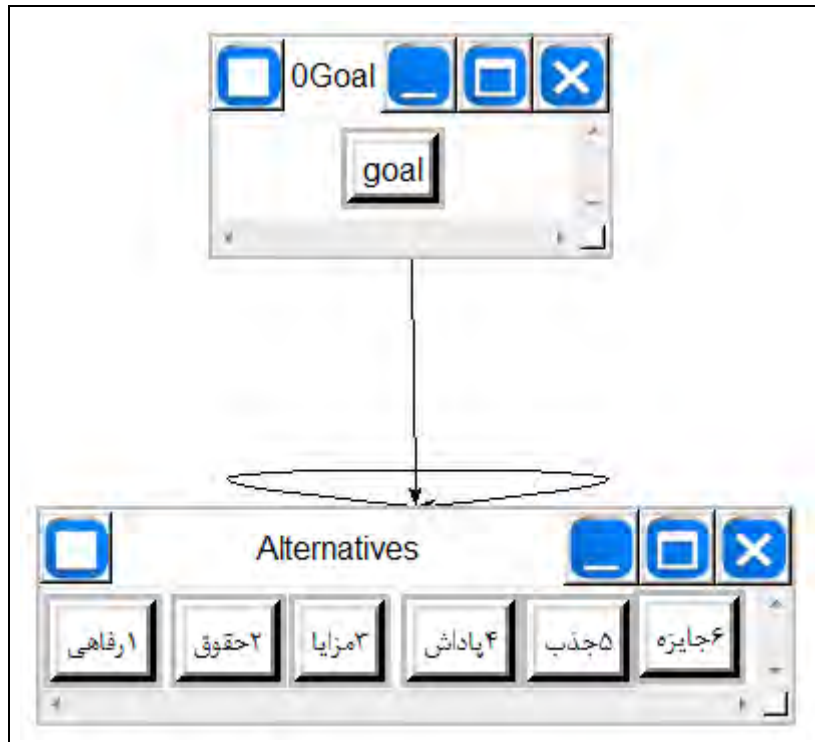 0Goal
goal
Alternatives
۱رفاهی
۲حقوق
۳مزایا
۴پاداش
۵جذب
۶جایزه